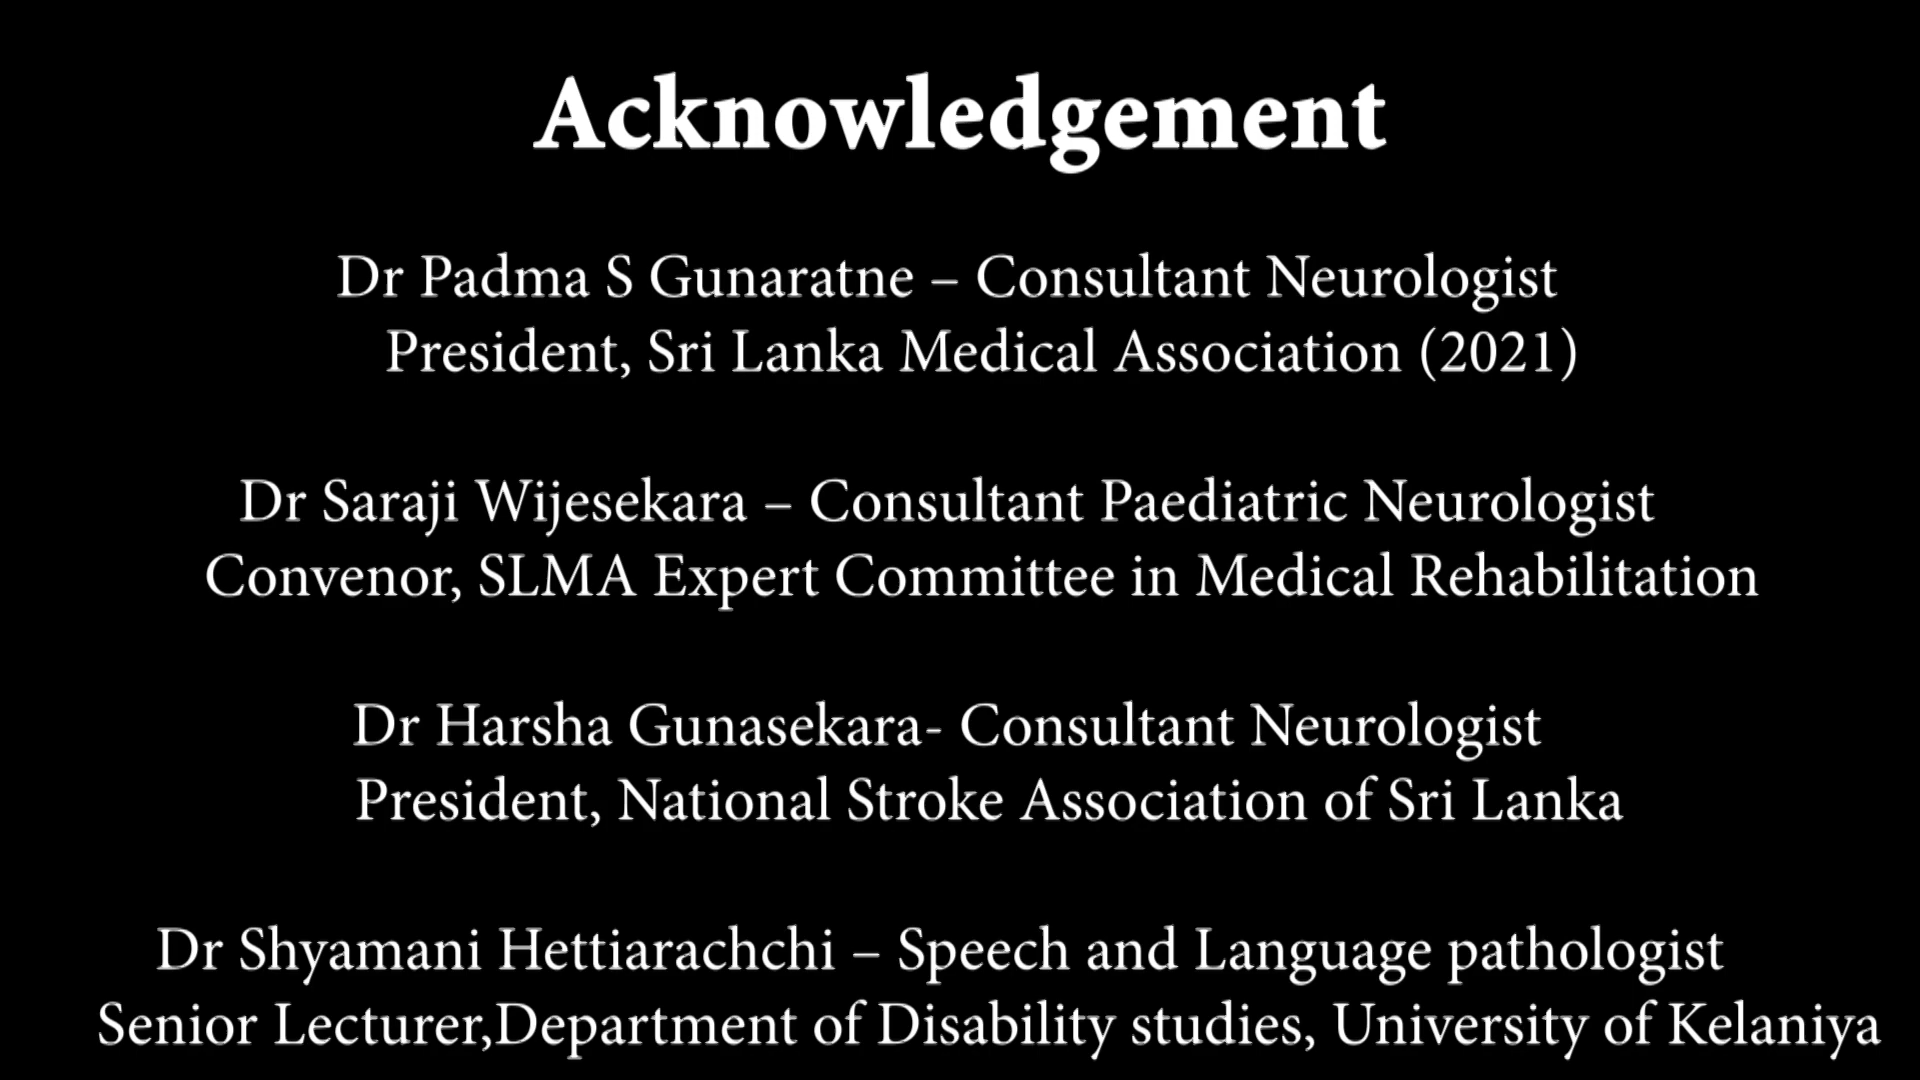 Acknowledgement
Dr Padma S Gunaratne – Consultant Neurologist
President, Sri Lanka Medical Association (2021)
Dr Saraji Wijesekara – Consultant Paediatric Neurologist
Convenor, SLMA Expert Committee in Medical Rehabilitation
Dr Harsha Gunasekara- Consultant Neurologist
President, National Stroke Association of Sri Lanka
Dr Shyamani Hettiarachchi – Speech and Language pathologist
Senior Lecturer,Department of Disability studies, University of Kelaniya